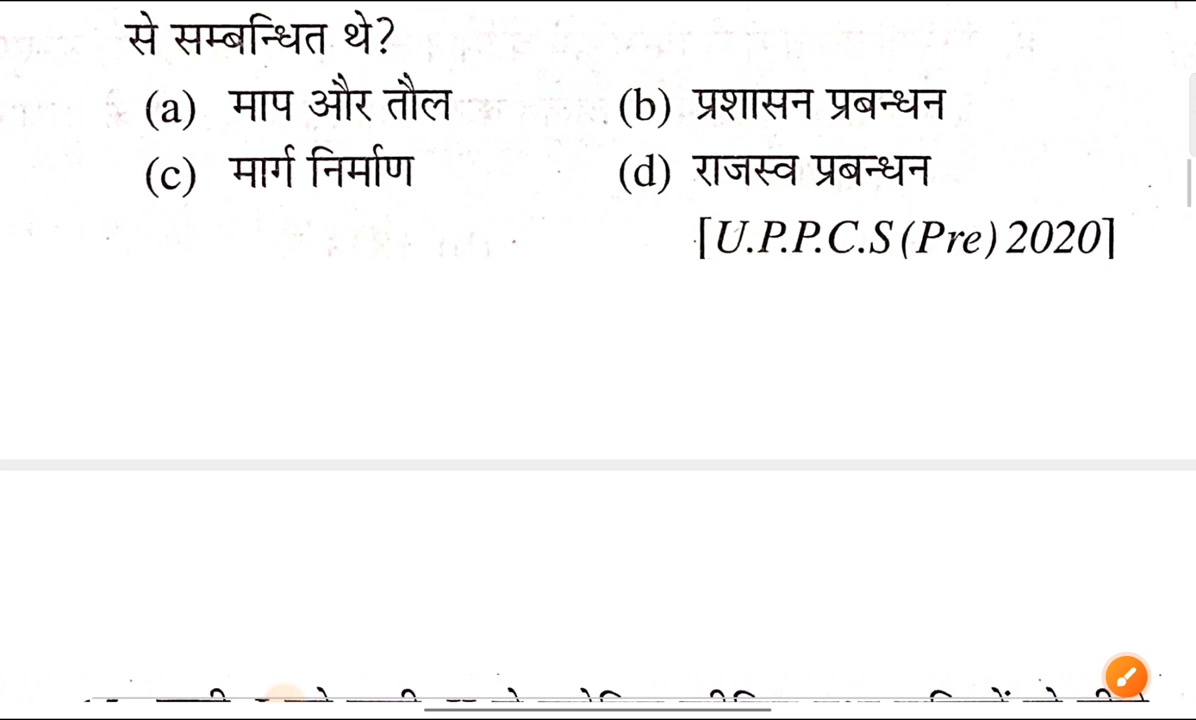 से सम्बन्धित थे?
(a) माप और तौल (b) प्रशासन प्रबन्धन
(c) मार्ग निर्माण (d) राजस्व प्रबन्धन
[U.P.P.C.S (Pre) 2020]